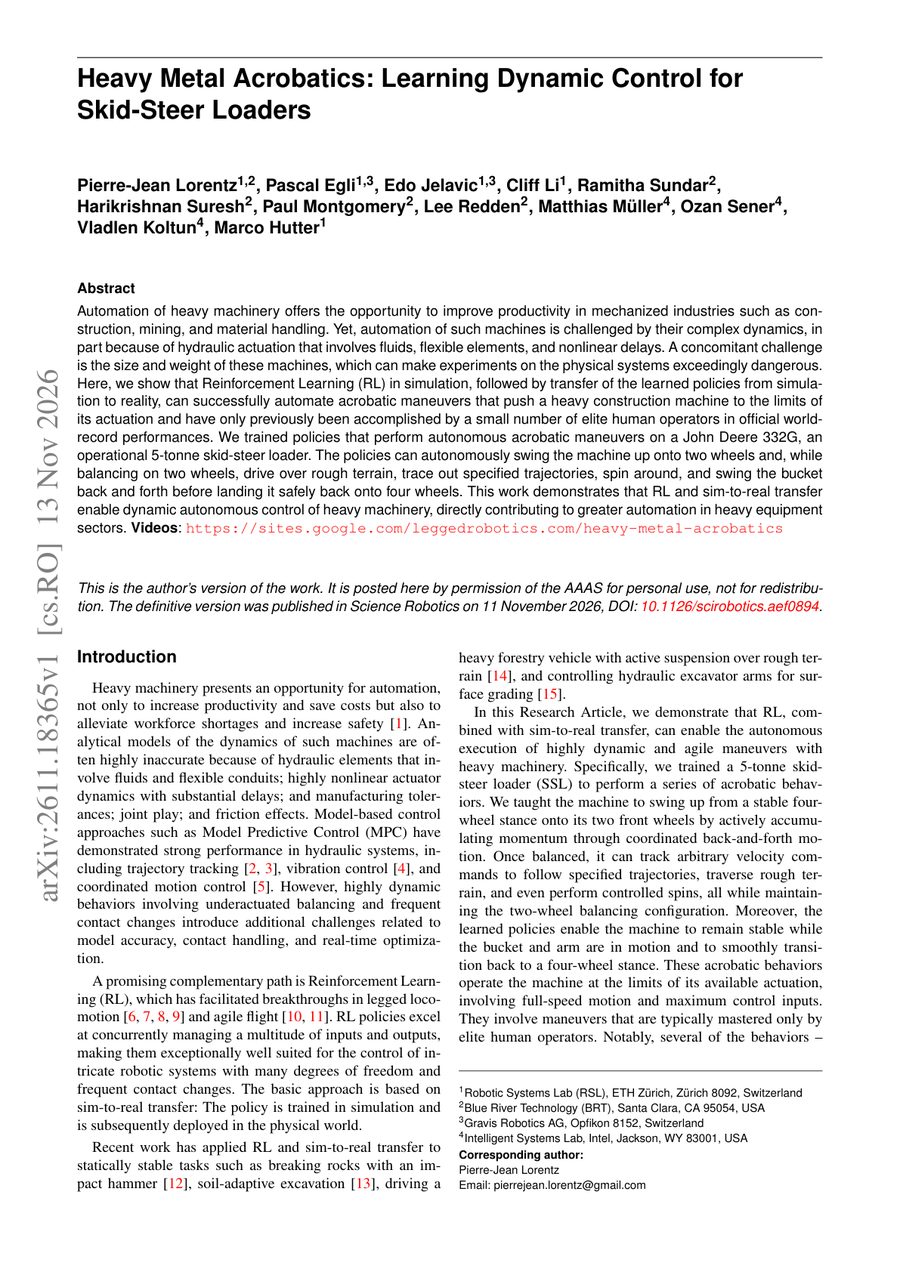 Heavy Metal Acrobatics: Learning Dynamic Control for
Skid-Steer Loaders
Pierre-Jean Lorentz1,2, Pascal Egli1,3, Edo Jelavic1,3, Cliff Li1, Ramitha Sundar2,
Harikrishnan Suresh2, Paul Montgomery2, Lee Redden2, Matthias Müller4, Ozan Sener4,
Vladlen Koltun4, Marco Hutter1
Abstract
Automation of heavy machinery offers the opportunity to improve productivity in mechanized industries such as con-
struction, mining, and material handling. Yet, automation of such machines is challenged by their complex dynamics, in
part because of hydraulic actuation that involves fluids, flexible elements, and nonlinear delays. A concomitant challenge
is the size and weight of these machines, which can make experiments on the physical systems exceedingly dangerous.
Here, we show that Reinforcement Learning (RL) in simulation, followed by transfer of the learned policies from simula-
tion to reality, can successfully automate acrobatic maneuvers that push a heavy construction machine to the limits of
its actuation and have only previously been accomplished by a small number of elite human operators in official world-
record performances. We trained policies that perform autonomous acrobatic maneuvers on a John Deere 332G, an
operational 5-tonne skid-steer loader. The policies can autonomously swing the machine up onto two wheels and, while
balancing on two wheels, drive over rough terrain, trace out specified trajectories, spin around, and swing the bucket
back and forth before landing it safely back onto four wheels. This work demonstrates that RL and sim-to-real transfer
enable dynamic autonomous control of heavy machinery, directly contributing to greater automation in heavy equipment
sectors. Videos: https://sites.google.com/leggedrobotics.com/heavy-metal-acrobatics
This is the author's version of the work. It is posted here by permission of the AAAS for personal use, not for redistribu-
tion. The definitive version was published in Science Robotics on 11 November 2026, DOI: 10.1126/scirobotics.aef0894.
Introduction
Heavy machinery presents an opportunity for automation,
not only to increase productivity and save costs but also to
alleviate workforce shortages and increase safety [1]. An-
alytical models of the dynamics of such machines are of-
ten highly inaccurate because of hydraulic elements that in-
volve fluids and flexible conduits; highly nonlinear actuator
dynamics with substantial delays; and manufacturing toler-
ances; joint play; and friction effects. Model-based control
approaches such as Model Predictive Control (MPC) have
demonstrated strong performance in hydraulic systems, in-
cluding trajectory tracking [2, 3], vibration control [4], and
coordinated motion control [5]. However, highly dynamic
behaviors involving underactuated balancing and frequent
contact changes introduce additional challenges related to
model accuracy, contact handling, and real-time optimiza-
tion.
A promising complementary path is Reinforcement Learn-
ing (RL), which has facilitated breakthroughs in legged loco-
motion [6, 7, 8, 9] and agile flight [10, 11]. RL policies excel
at concurrently managing a multitude of inputs and outputs,
making them exceptionally well suited for the control of in-
tricate robotic systems with many degrees of freedom and
frequent contact changes. The basic approach is based on
sim-to-real transfer: The policy is trained in simulation and
is subsequently deployed in the physical world.
Recent work has applied RL and sim-to-real transfer to
statically stable tasks such as breaking rocks with an im-
pact hammer [12], soil-adaptive excavation [13], driving a
heavy forestry vehicle with active suspension over rough ter-
rain [14], and controlling hydraulic excavator arms for sur-
face grading [15].
In this Research Article, we demonstrate that RL, com-
bined with sim-to-real transfer, can enable the autonomous
execution of highly dynamic and agile maneuvers with
heavy machinery. Specifically, we trained a 5-tonne skid-
steer loader (SSL) to perform a series of acrobatic behav-
iors. We taught the machine to swing up from a stable four-
wheel stance onto its two front wheels by actively accumu-
lating momentum through coordinated back-and-forth mo-
tion. Once balanced, it can track arbitrary velocity com-
mands to follow specified trajectories, traverse rough ter-
rain, and even perform controlled spins, all while maintain-
ing the two-wheel balancing configuration. Moreover, the
learned policies enable the machine to remain stable while
the bucket and arm are in motion and to smoothly transi-
tion back to a four-wheel stance. These acrobatic behaviors
operate the machine at the limits of its available actuation,
involving full-speed motion and maximum control inputs.
They involve maneuvers that are typically mastered only by
elite human operators. Notably, several of the behaviors –
1Robotic Systems Lab (RSL), ETH Zürich, Zürich 8092, Switzerland
2Blue River Technology (BRT), Santa Clara, CA 95054, USA
3Gravis Robotics AG, Opfikon 8152, Switzerland
4Intelligent Systems Lab, Intel, Jackson, WY 83001, USA
Corresponding author:
Pierre-Jean Lorentz
Email: pierrejean.lorentz@gmail.com
arXiv:2611.18365v1 [cs.RO] 13 Nov 2026